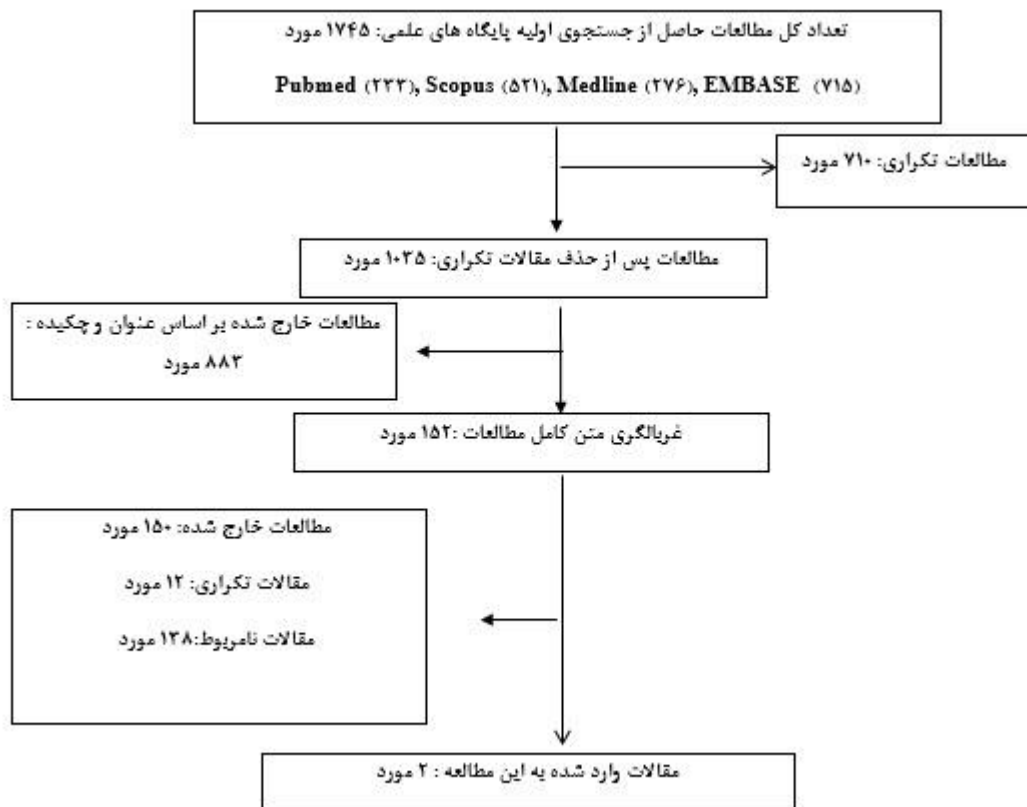 تعداد کل مطالعات حاصل از جستجوی اولیه پایگاه های علمی: ۱۷۴۵ مورد
Pubmed (۲۳۳), Scopus (۵۲۱), Medline (۲۷۶), EMBASE (۷۱۵)
مطالعات تکراری: ۷۱۰ مورد
مطالعات پس از حذف مقالات تکراری: ۱۰۳۵ مورد
مطالعات خارج شده بر اساس عنوان و چکیده :
۸۸۳ مورد
غربالگری متن کامل مطالعات :۱۵۲ مورد
مطالعات خارج شده: ۱۵۰ مورد
مقالات تکراری: ۱۲ مورد
مقالات نامربوط:۱۳۸ مورد
مقالات وارد شده به این مطالعه : ۲ مورد